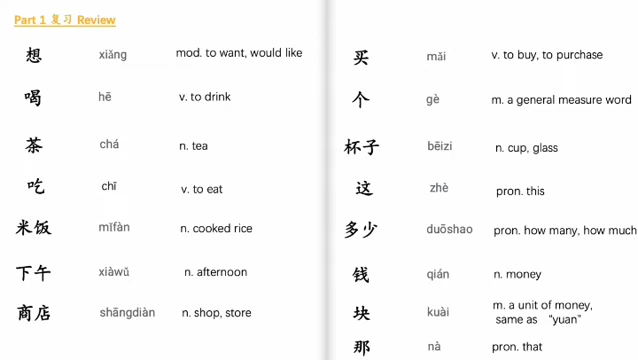 Part 1 复习 Review
想 xiǎng mod. to want, would like
喝 hē v. to drink
茶 chá n. tea
吃 chī v. to eat
米饭 mǐfàn n. cooked rice
下午 xiàwǔ n. afternoon
商店 shāngdiàn n. shop, store
买 mǎi v. to buy, to purchase
个 gè m. a general measure word
杯子 bēizi n. cup, glass
这 zhè pron. this
多少 duōshao pron. how many, how much
钱 qián n. money
块 kuài m. a unit of money,
same as “yuan”
那 nà pron. that